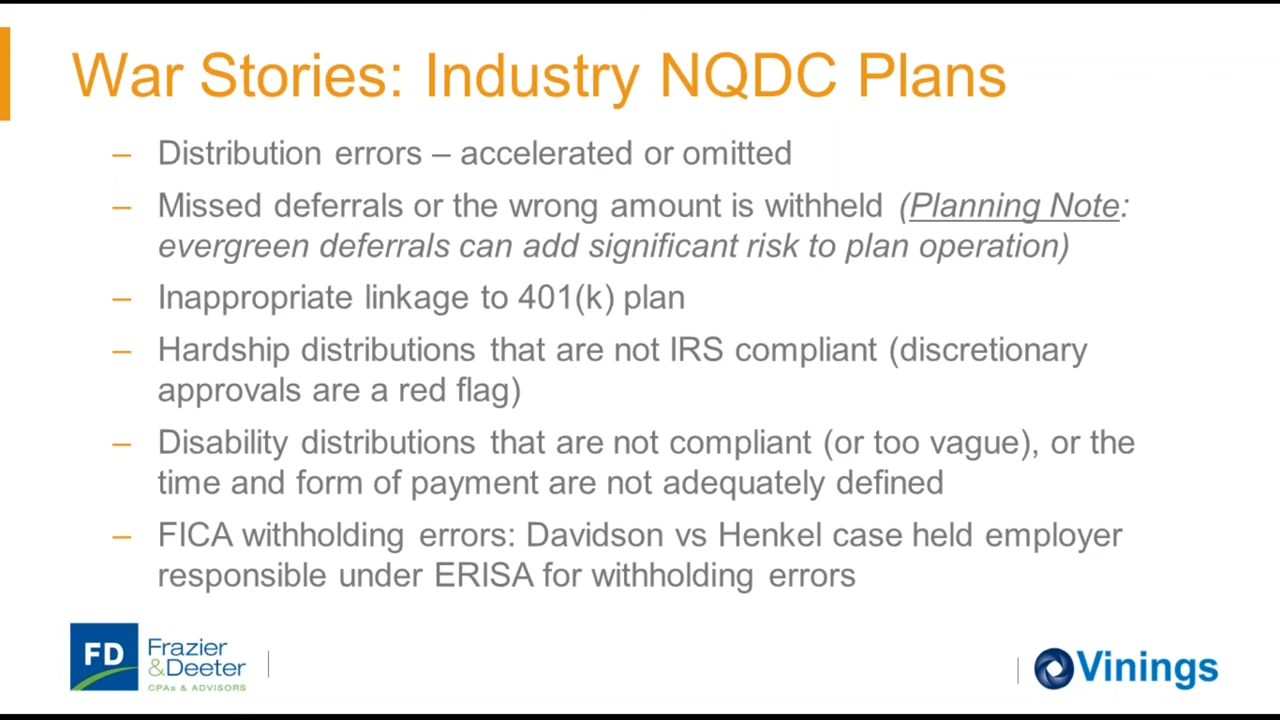 War Stories: Industry NQDC Plans
– Distribution errors – accelerated or omitted
– Missed deferrals or the wrong amount is withheld (Planning Note:
evergreen deferrals can add significant risk to plan operation)
– Inappropriate linkage to 401(k) plan
– Hardship distributions that are not IRS compliant (discretionary
approvals are a red flag)
– Disability distributions that are not compliant (or too vague), or the
time and form of payment are not adequately defined
– FICA withholding errors: Davidson vs Henkel case held employer
responsible under ERISA for withholding errors
FD
Frazier
&Deeter
CPAs & ADVISORS
Vinings